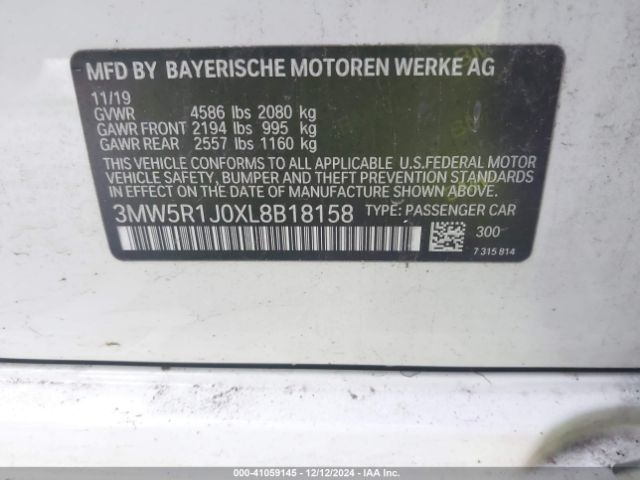 MFD BY BAYERISCHE MOTOREN WERKE AG
11/19
GVWR 4586 lbs 2080 kg
GAWR FRONT 2194 lbs 995 kg
GAWR REAR 2557 lbs 1160 kg
THIS VEHICLE CONFORMS TO ALL APPLICABLE U.S.FEDERAL MOTOR
VEHICLE SAFETY, BUMPER, AND THEFT PREVENTION STANDARDS
IN EFFECT ON THE DATE OF MANUFACTURE SHOWN ABOVE.
3MW5R1J0XL8B18158 TYPE: PASSENGER CAR
300
7 315 814
000-41059145 - 12/12/2024 - IAA Inc.